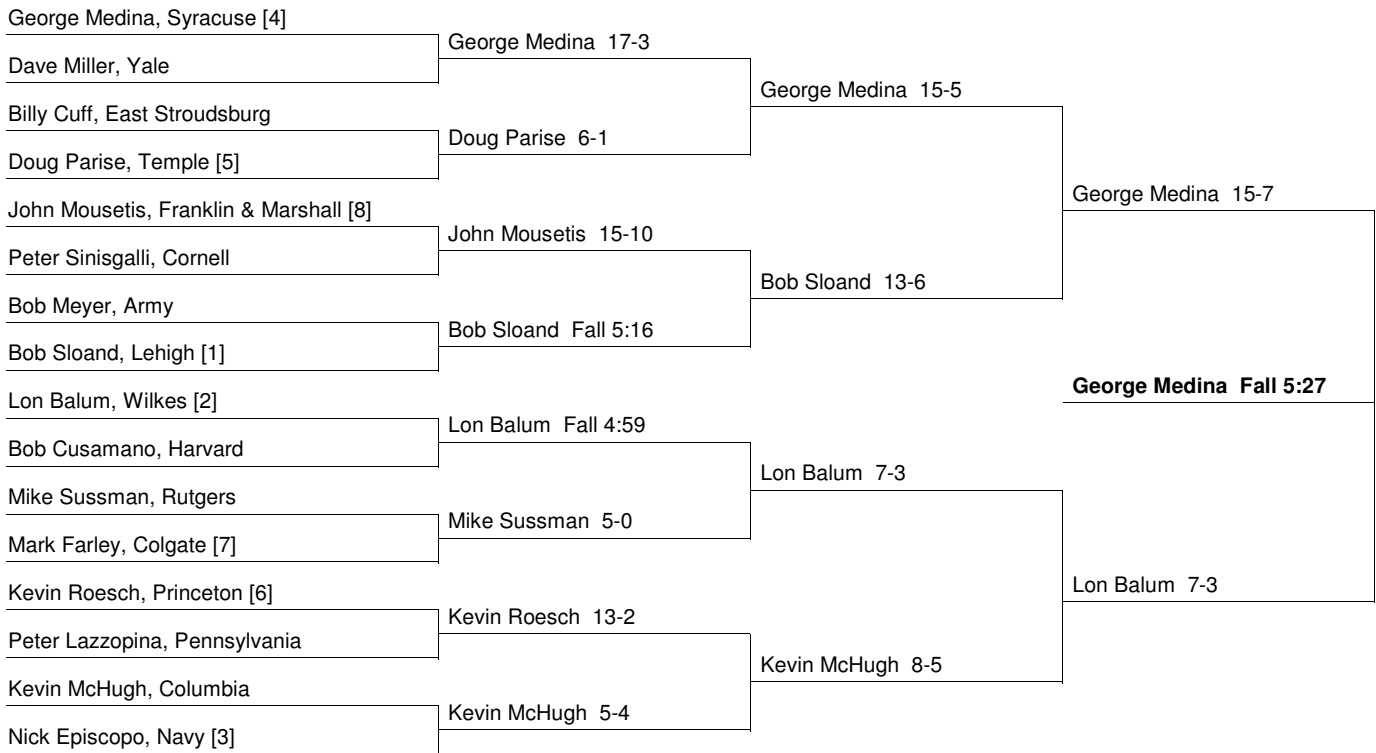 George Medina, Syracuse [4]
Dave Miller, Yale
Billy Cuff, East Stroudsburg
Doug Parise, Temple [5]
John Mousetis, Franklin & Marshall [8]
Peter Sinisgalli, Cornell
Bob Meyer, Army
Bob Sloand, Lehigh [1]
Lon Balum, Wilkes [2]
Bob Cusamano, Harvard
Mike Sussman, Rutgers
Mark Farley, Colgate [7]
Kevin Roesch, Princeton [6]
Peter Lazzopina, Pennsylvania
Kevin McHugh, Columbia
Nick Episcopo, Navy [3]
George Medina 17-3
Doug Parise 6-1
John Mousetis 15-10
Bob Sloand Fall 5:16
Lon Balum Fall 4:59
Mike Sussman 5-0
Kevin Roesch 13-2
Kevin McHugh 5-4
George Medina 15-5
Bob Sloand 13-6
Lon Balum 7-3
Kevin McHugh 8-5
George Medina 15-7
Lon Balum 7-3
George Medina Fall 5:27